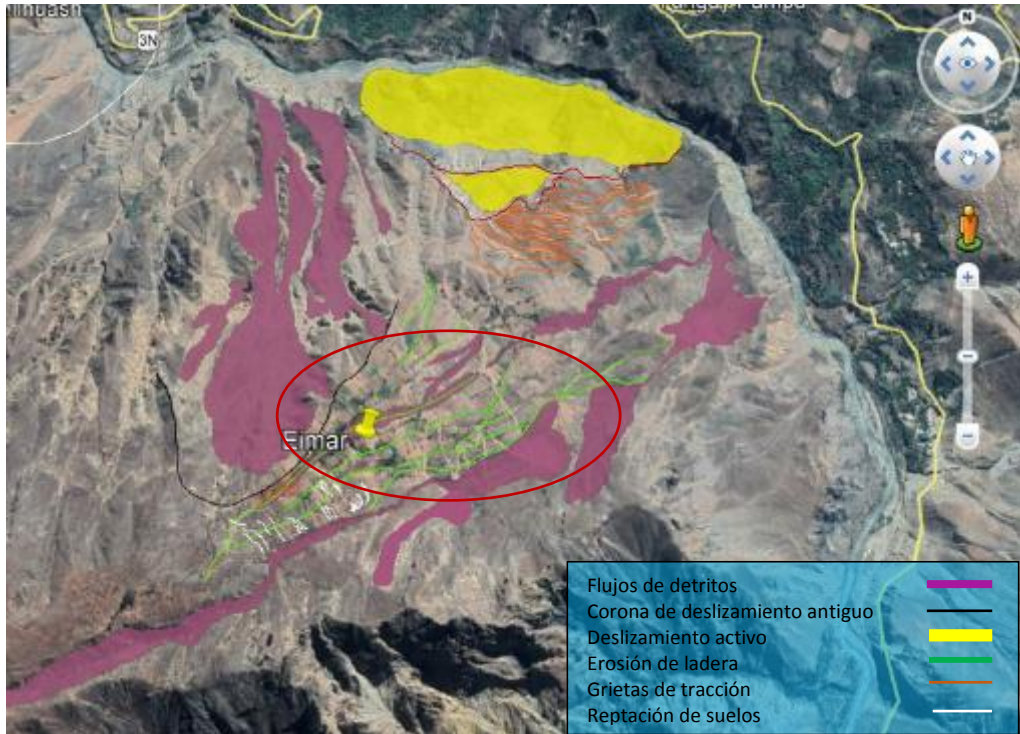 3N
N
Eimar
Flujos de detritos
Corona de deslizamiento antiguo
Deslizamiento activo
Erosión de ladera
Grietas de tracción
Reptación de suelos